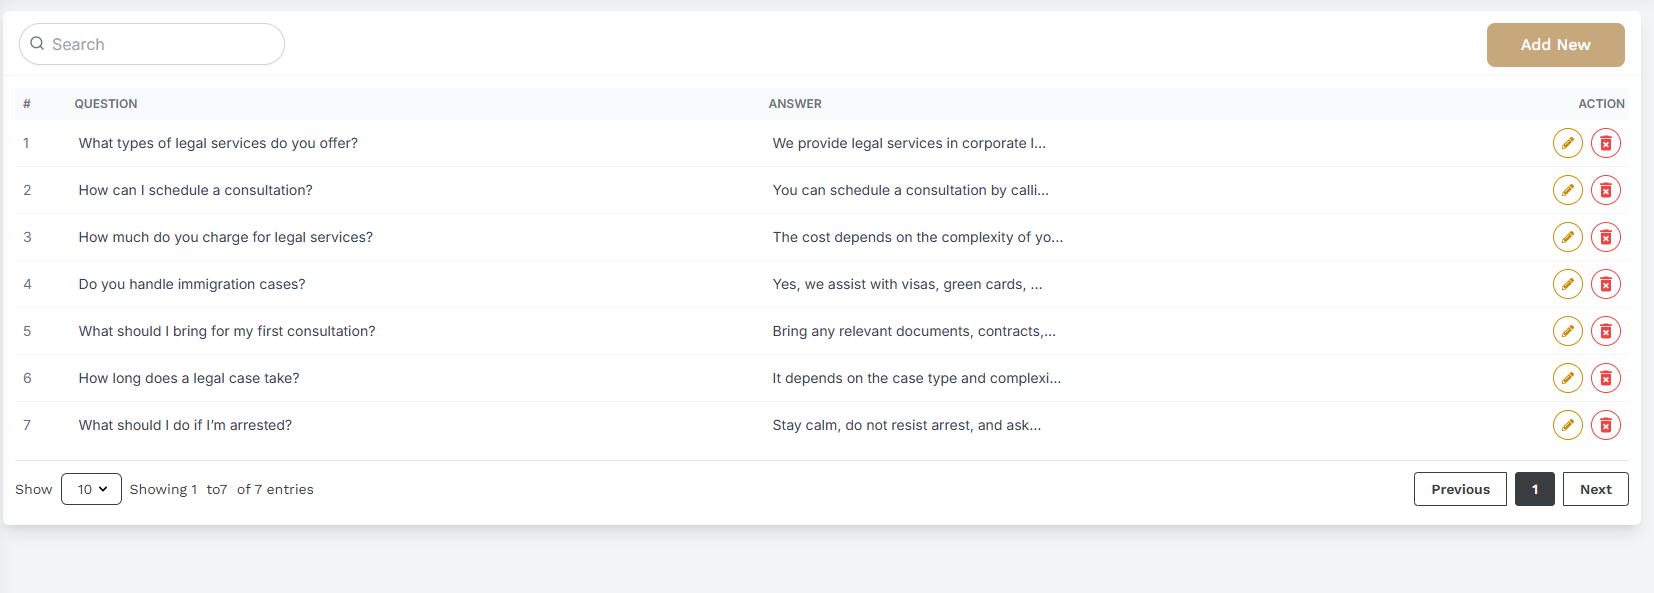 Search
Add New
# QUESTION ANSWER ACTION
1 What types of legal services do you offer? We provide legal services in corporate l...
2 How can I schedule a consultation? You can schedule a consultation by calli...
3 How much do you charge for legal services? The cost depends on the complexity of yo...
4 Do you handle immigration cases? Yes, we assist with visas, green cards, ...
5 What should I bring for my first consultation? Bring any relevant documents, contracts,...
6 How long does a legal case take? It depends on the case type and complexi...
7 What should I do if I’m arrested? Stay calm, do not resist arrest, and ask...
Show 10 Showing 1 to7 of 7 entries Previous 1 Next